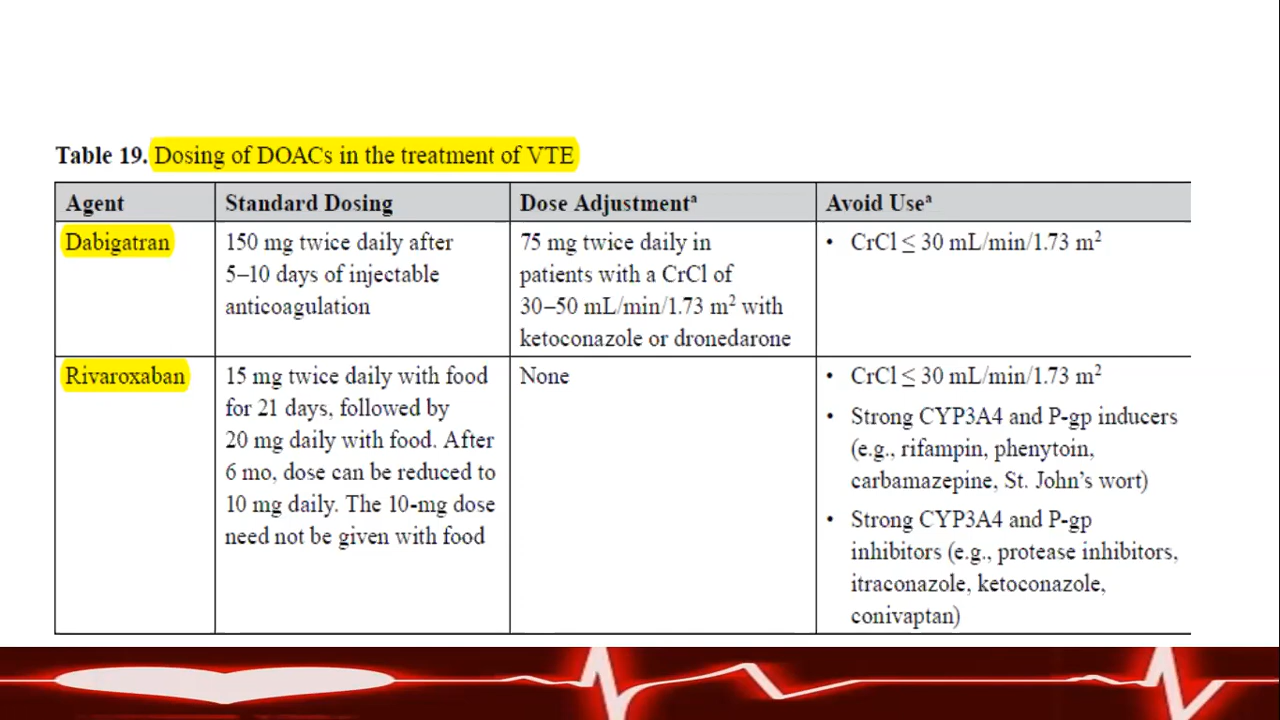 Table 19. Dosing of DOACs in the treatment of VTE
Agent
Standard Dosing
Dose Adjustmentᵃ
Avoid Useᵃ
Dabigatran
150 mg twice daily after
5–10 days of injectable
anticoagulation
75 mg twice daily in
patients with a CrCl of
30–50 mL/min/1.73 m² with
ketoconazole or dronedarone
• CrCl ≤ 30 mL/min/1.73 m²
Rivaroxaban
15 mg twice daily with food
for 21 days, followed by
20 mg daily with food. After
6 mo, dose can be reduced to
10 mg daily. The 10-mg dose
need not be given with food
None
• CrCl ≤ 30 mL/min/1.73 m²
• Strong CYP3A4 and P-gp inducers
(e.g., rifampin, phenytoin,
carbamazepine, St. John’s wort)
• Strong CYP3A4 and P-gp
inhibitors (e.g., protease inhibitors,
itraconazole, ketoconazole,
conivaptan)